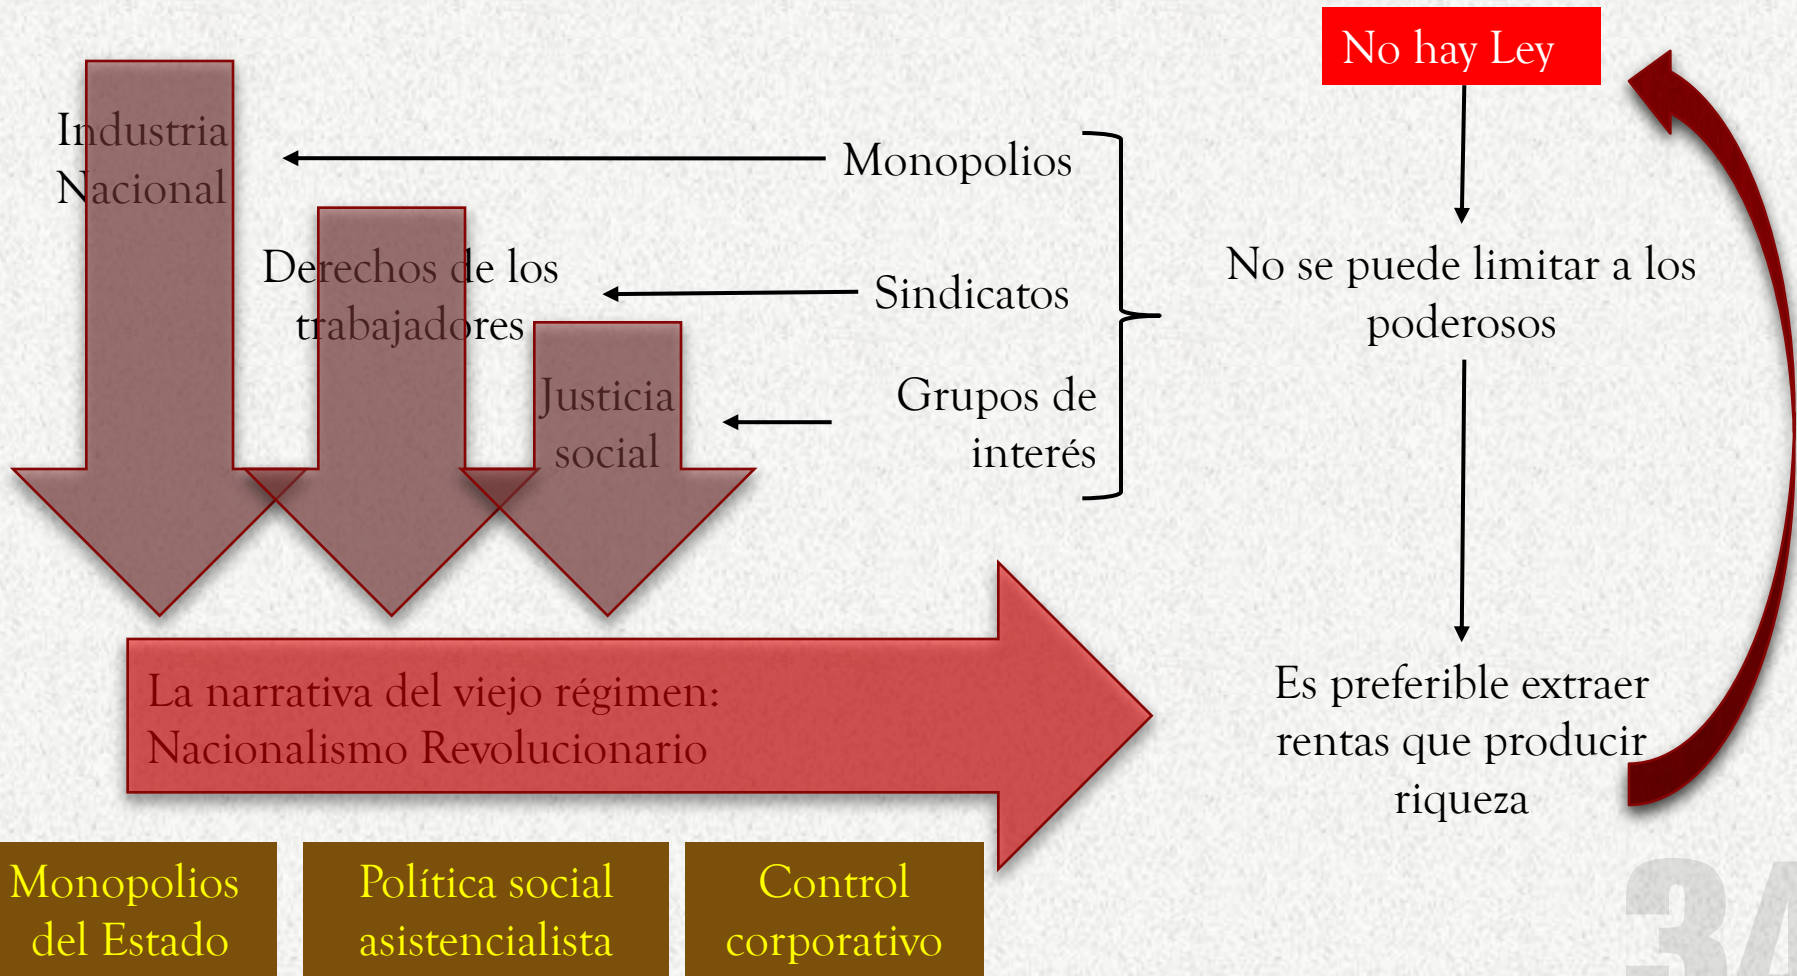 No hay Ley
Industria
Nacional
Monopolios
Derechos de los
trabajadores
Sindicatos
No se puede limitar a los
poderosos
Justicia
social
Grupos de
interés
La narrativa del viejo régimen:
Nacionalismo Revolucionario
Es preferible extraer
rentas que producir
riqueza
Monopolios
del Estado
Política social
asistencialista
Control
corporativo
34